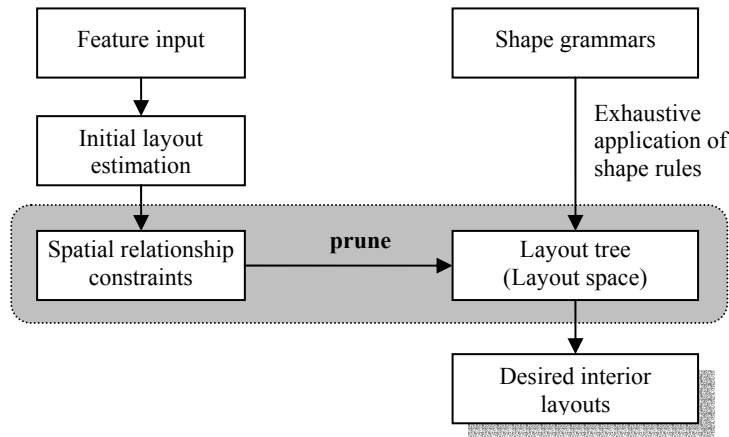 Feature input
Shape grammars
Initial layout
estimation
Exhaustive
application of
shape rules
Spatial relationship
constraints
prune
Layout tree
(Layout space)
Desired interior
layouts